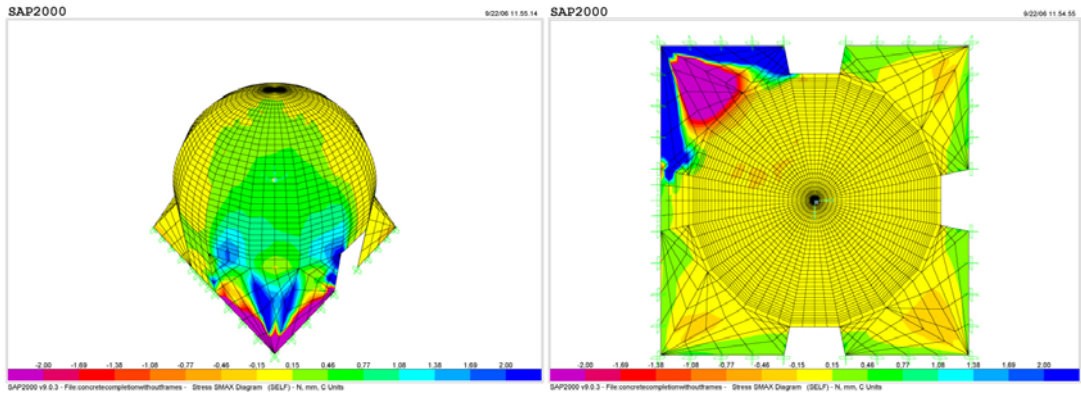 SAP2000
9/22/06 11:55:14
-2.00 -1.69 -1.38 -1.08 -0.77 -0.46 -0.15 0.15 0.46 0.77 1.08 1.38 1.69 2.00
SAP2000 v9.0.3 - File:concretecompletionwithoutframes - Stress SMAX Diagram (SELF) - N, mm, C Units
SAP2000
9/22/06 11:54:55
-2.00 -1.69 -1.38 -1.08 -0.77 -0.46 -0.15 0.15 0.46 0.77 1.08 1.38 1.69 2.00
SAP2000 v9.0.3 - File:concretecompletionwithoutframes - Stress SMAX Diagram (SELF) - N, mm, C Units